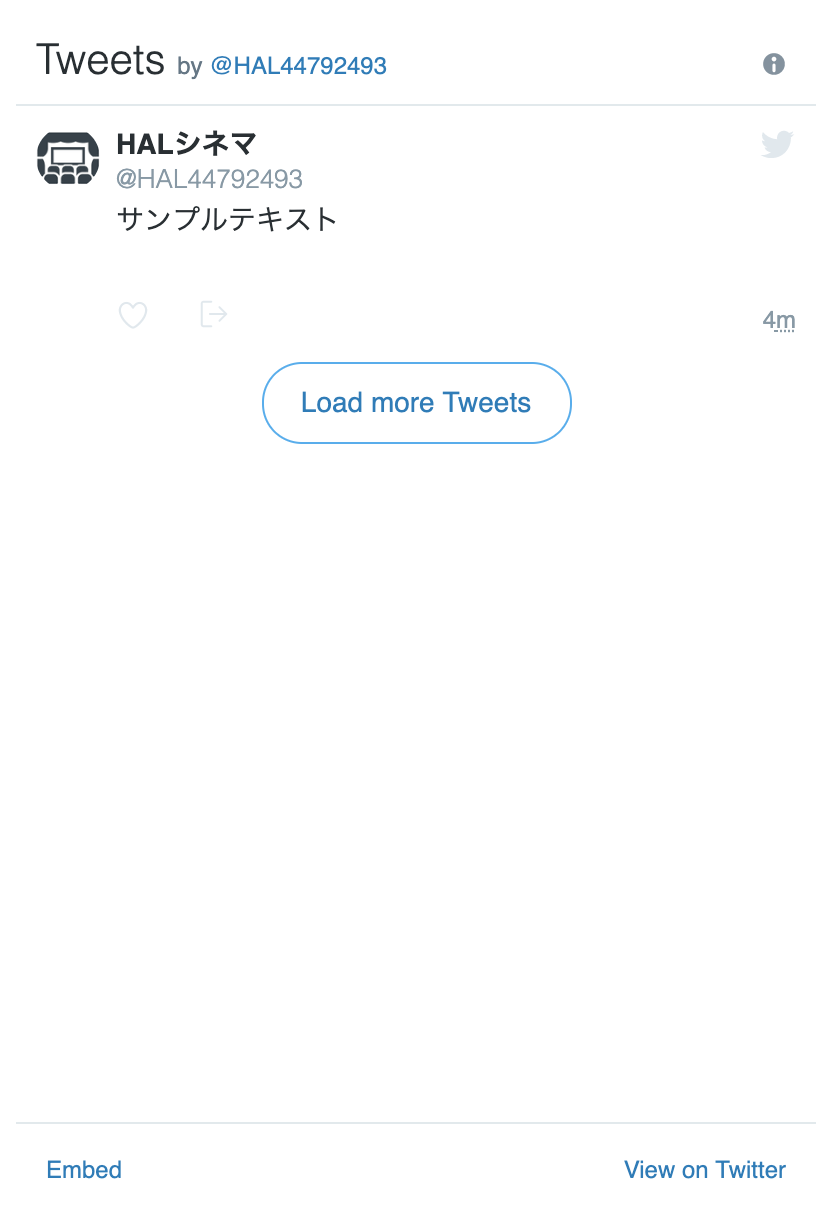 Tweets by @HAL44792493
HALシネマ
@HAL44792493
サンプルテキスト
4m
Load more Tweets
Embed
View on Twitter